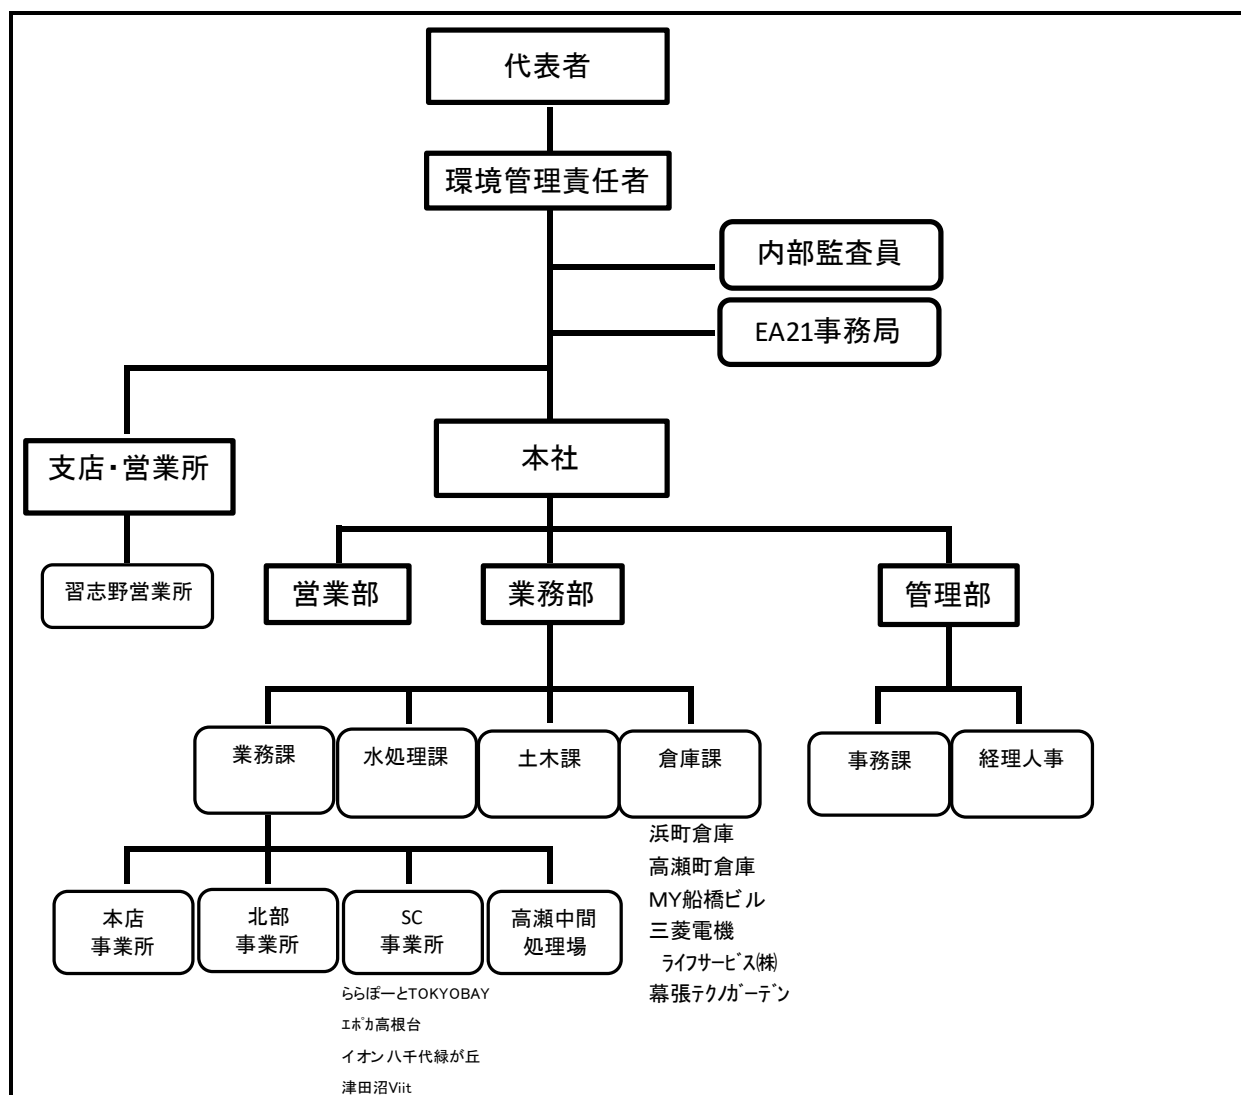 代表者
環境管理責任者
内部監査員
EA21事務局
支店・営業所
本社
習志野営業所
営業部
業務部
管理部
業務課
水処理課
土木課
倉庫課
事務課
経理人事
浜町倉庫
高瀬町倉庫
MY船橋ビル
三菱電機
ﾗｲﾌｻｰﾋﾞｽ㈱
幕張ﾃｸﾉｶﾞｰﾃﾞﾝ
本店
事業所
北部
事業所
SC
事業所
高瀬中間
処理場
ららぽーとTOKYOBAY
ｴﾎﾟｶ高根台
イオン八千代緑が丘
津田沼Viit